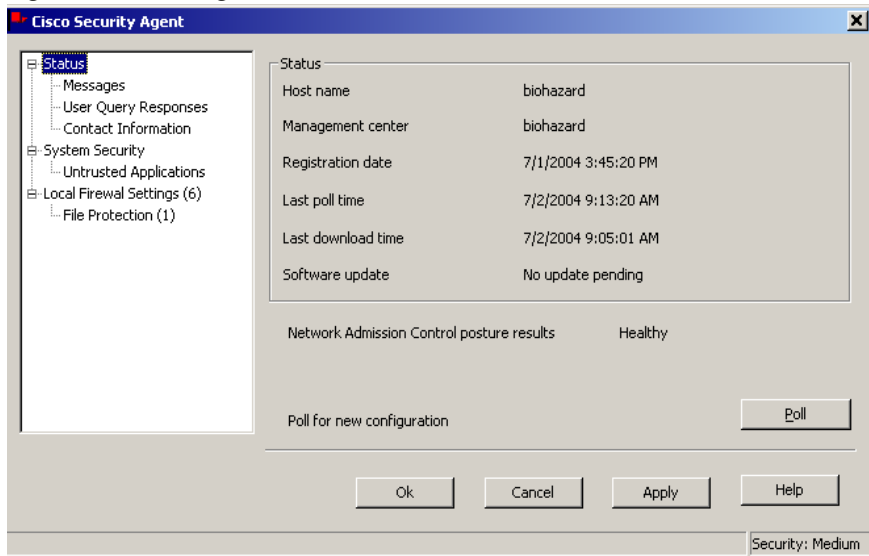 Cisco Security Agent
Status
Messages
User Query Responses
Contact Information
System Security
Untrusted Applications
Local Firewal Settings (6)
File Protection (1)
Status
Host name biohazard
Management center biohazard
Registration date 7/1/2004 3:45:20 PM
Last poll time 7/2/2004 9:13:20 AM
Last download time 7/2/2004 9:05:01 AM
Software update No update pending
Network Admission Control posture results Healthy
Poll for new configuration Poll
Ok Cancel Apply Help
Security: Medium